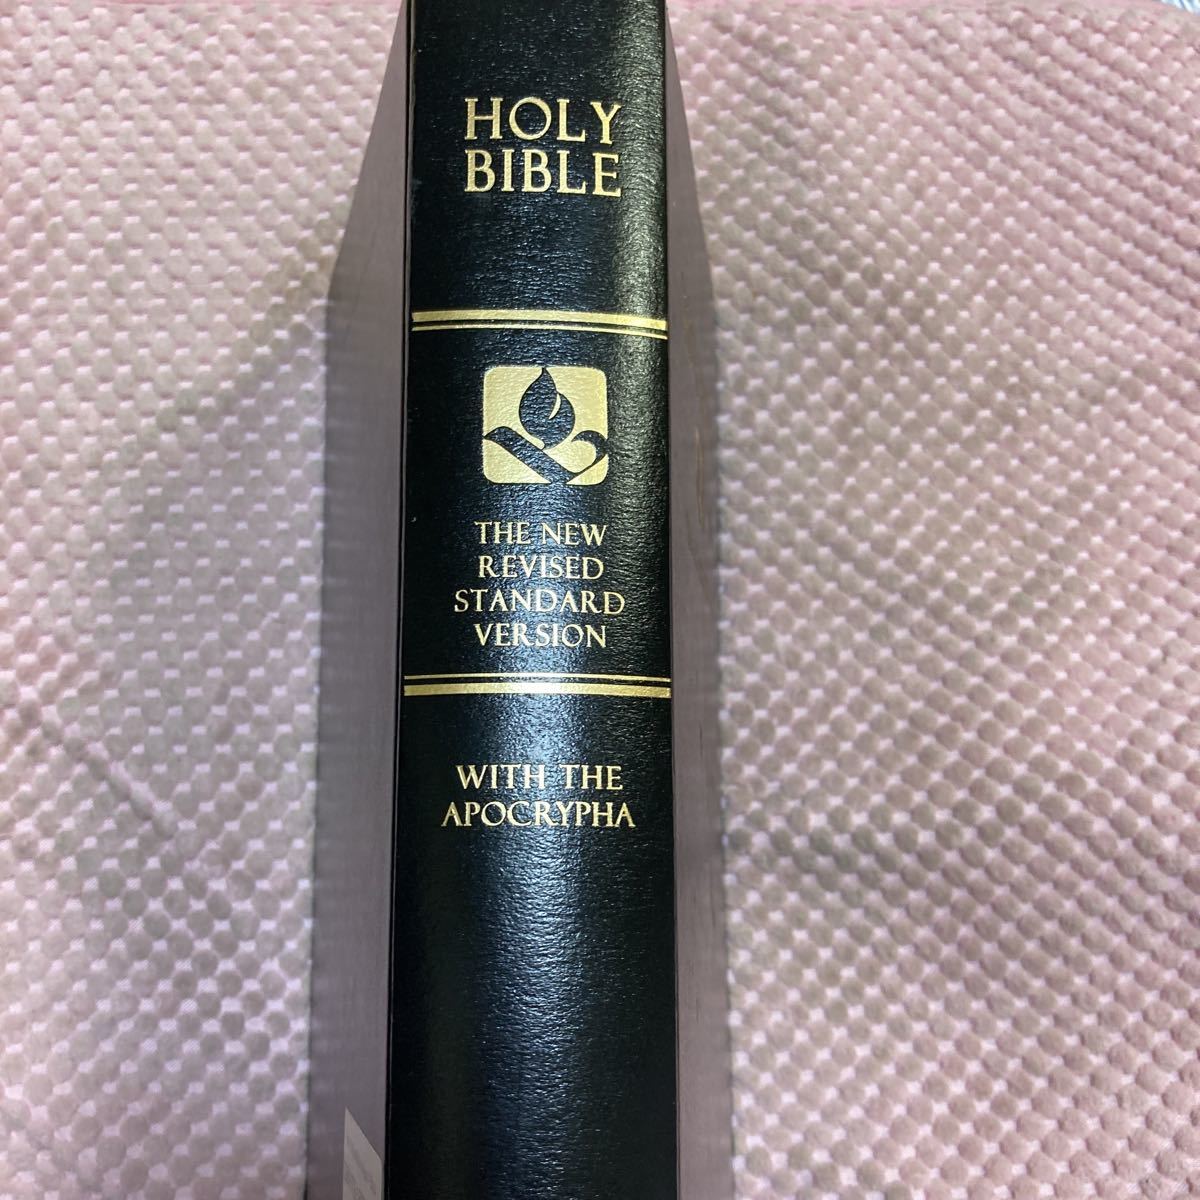 HOLY
BIBLE
THE NEW
REVISED
STANDARD
VERSION
WITH THE
APOCRYPHA